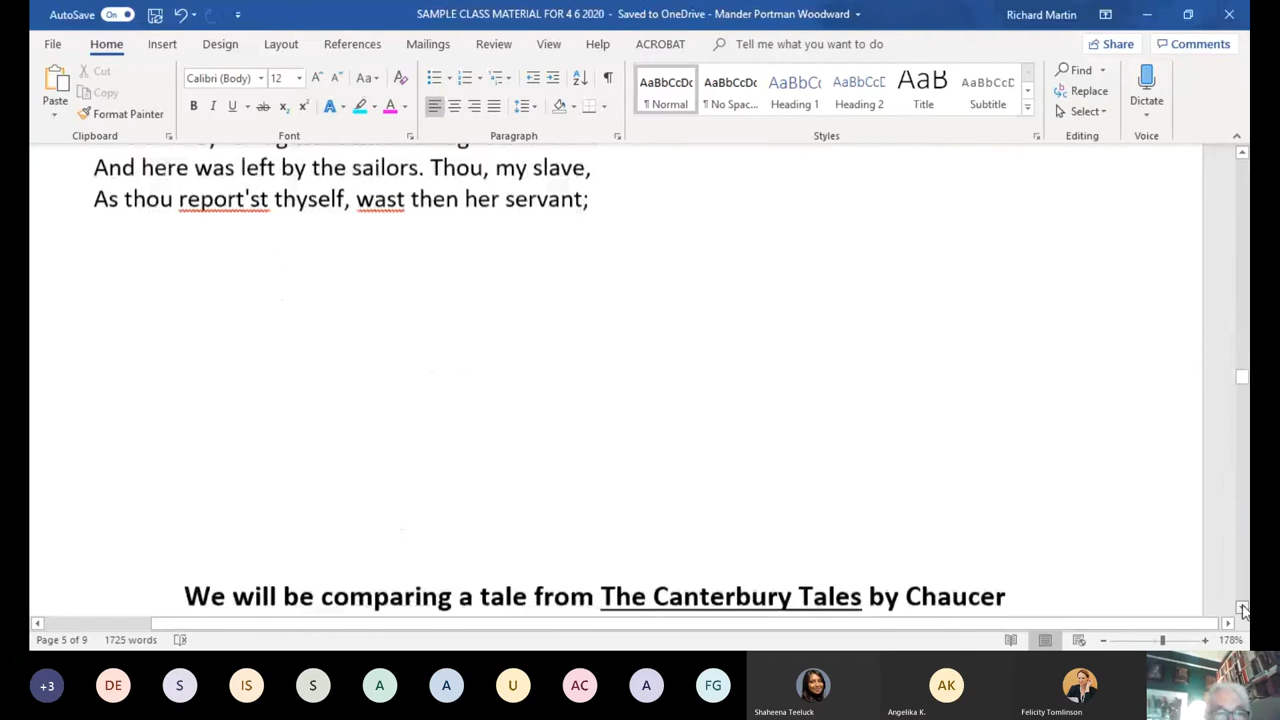 AutoSave On SAMPLE CLASS MATERIAL FOR 4 6 2020 - Saved to OneDrive - Mander Portman Woodward Richard Martin
File Home Insert Design Layout References Mailings Review View Help ACROBAT Tell me what you want to do Share Comments
Cut
Copy
Paste
Format Painter
Calibri (Body) 12
AaBbCcDc AaBbCcDc AaBbC( AaBbCcD AaB AaBbCcD
¶ Normal ¶ No Spac... Heading 1 Heading 2 Title Subtitle
Find
Replace
Select
Dictate
Clipboard Font Paragraph Styles Editing Voice
And here was left by the sailors. Thou, my slave,
As thou report'st thyself, wast then her servant;
We will be comparing a tale from The Canterbury Tales by Chaucer
Page 5 of 9 1725 words 178%
+3 DE S IS S A A U AC A FG AK
Shaheena Teeluck Angelika K. Felicity Tomlinson